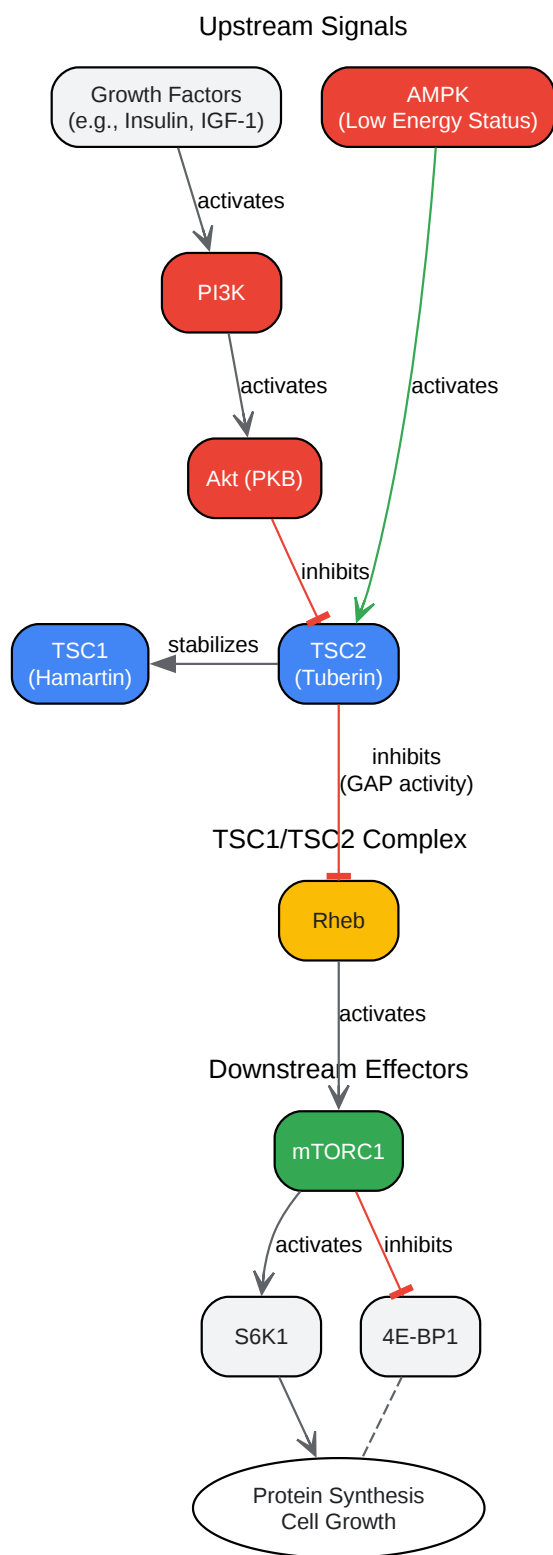 Upstream Signals
Growth Factors
(e.g., Insulin, IGF-1)
AMPK
(Low Energy Status)
activates
PI3K
activates
activates
Akt (PKB)
inhibits
TSC1
(Hamartin)
stabilizes
TSC2
(Tuberin)
inhibits
(GAP activity)
TSC1/TSC2 Complex
Rheb
activates
Downstream Effectors
mTORC1
activates
inhibits
S6K1
4E-BP1
Protein Synthesis
Cell Growth